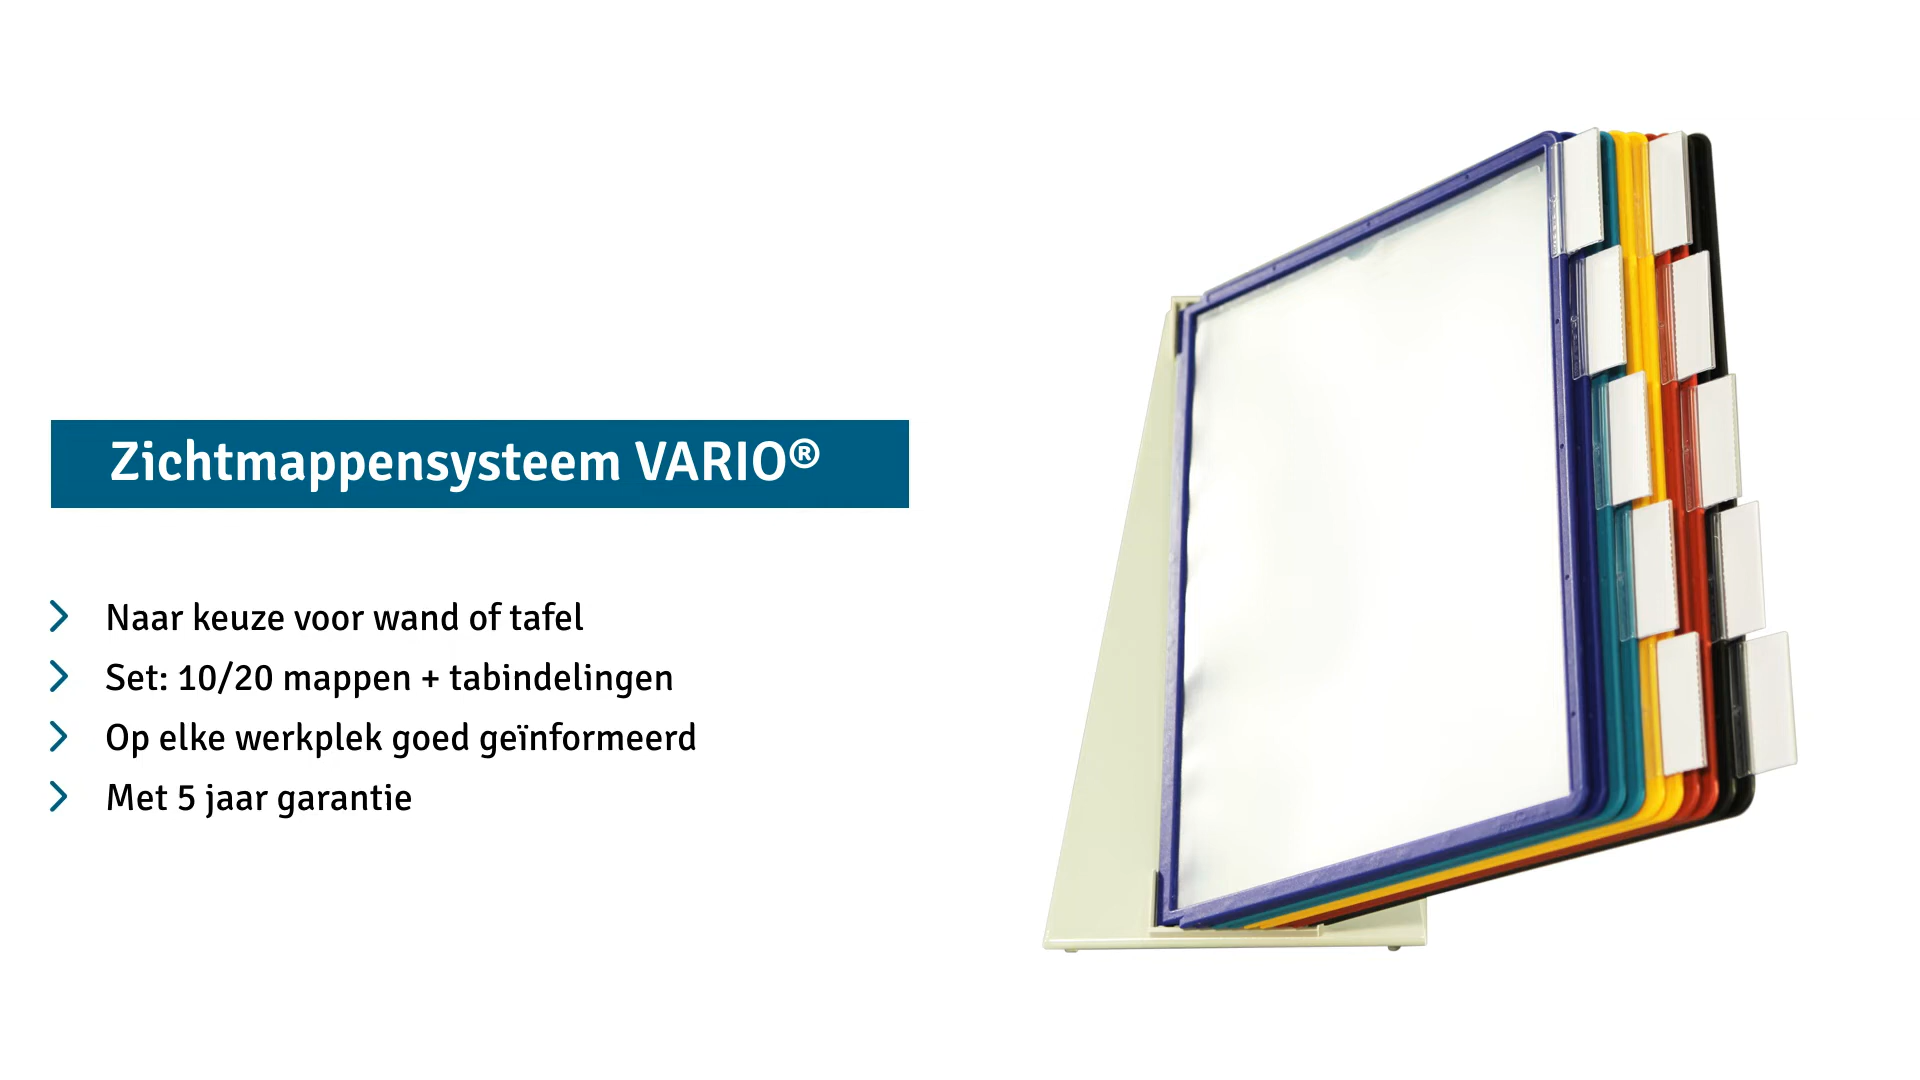 Zichtmappensysteem VARIO®
Naar keuze voor wand of tafel
Set: 10/20 mappen + tabindelingen
Op elke werkplek goed geïnformeerd
Met 5 jaar garantie